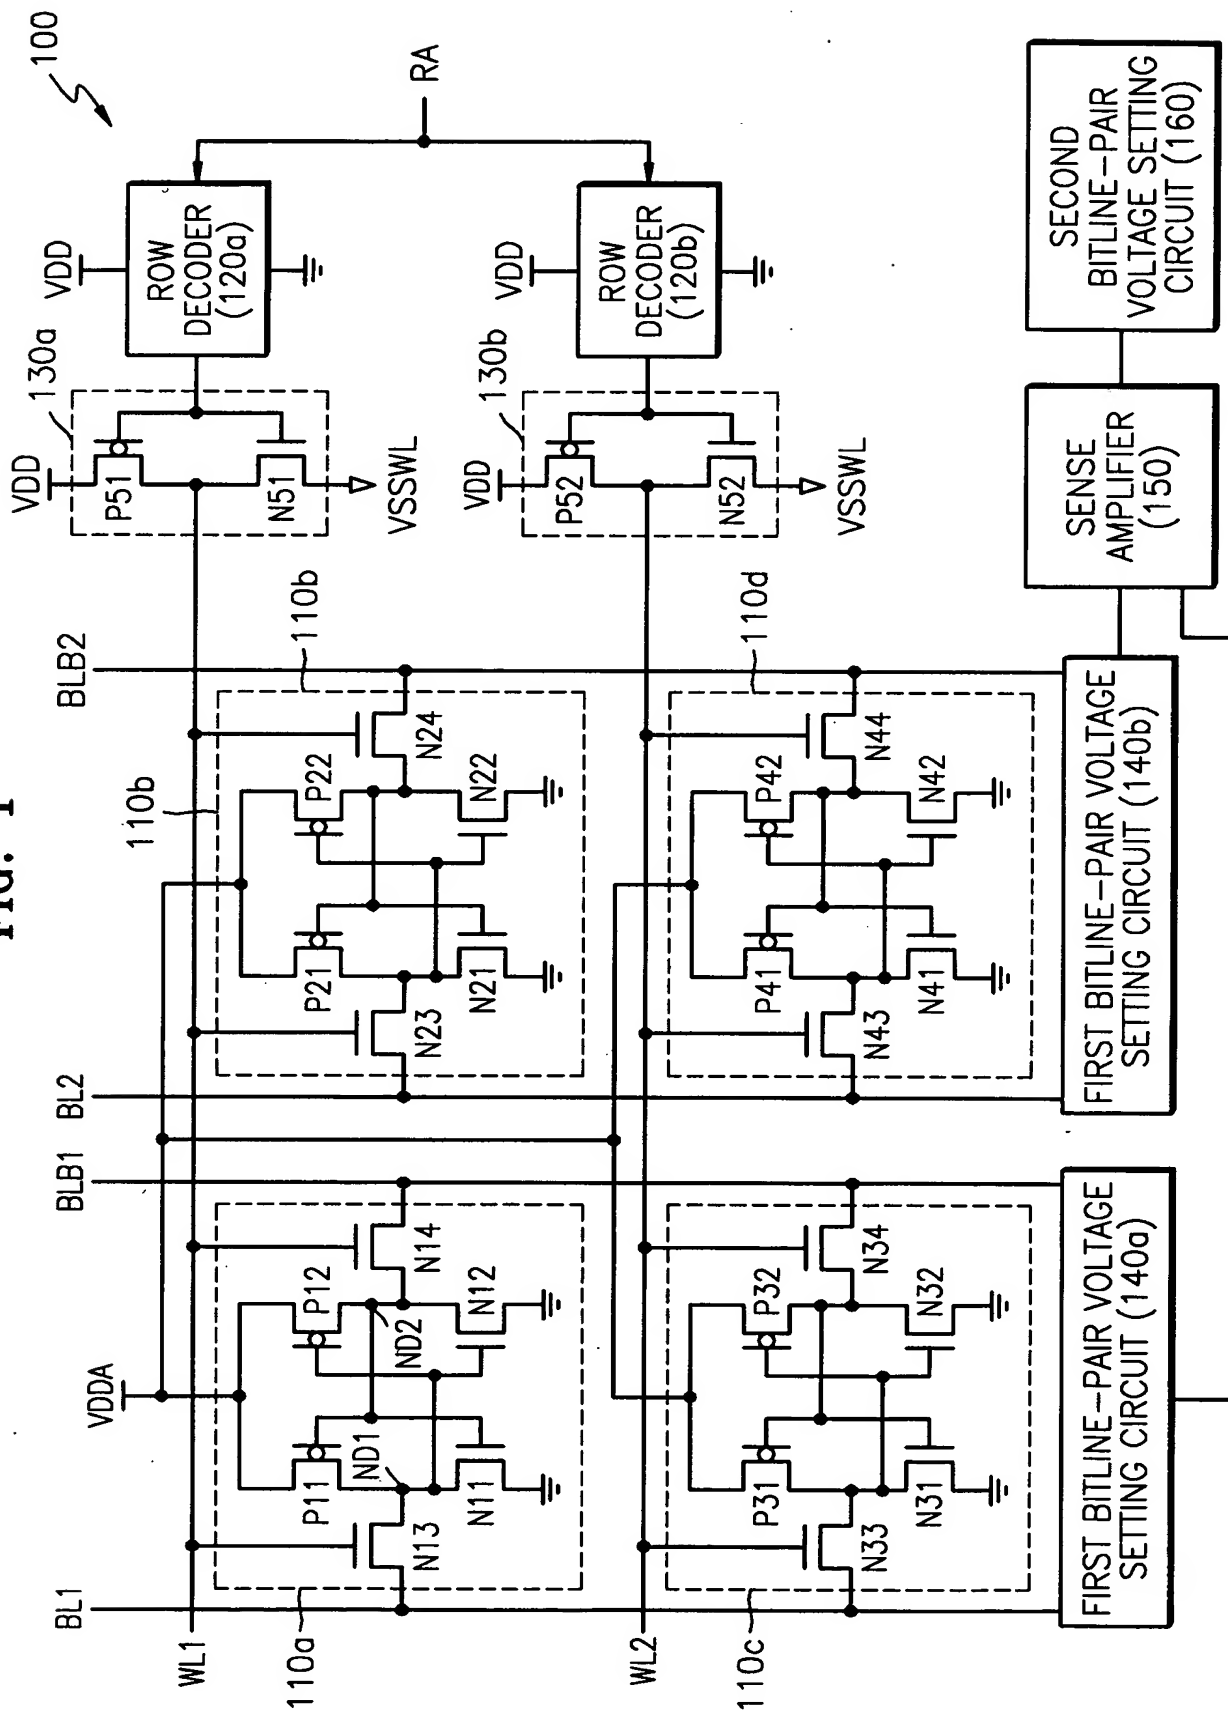 FIG. 1
100
VDDA
BL1
BLB1
BL2
BLB2
VDD
130a
VDD
ROW
DECODER
(120a)
P51
N51
VSSWL
RA
WL1
110a
P11
P12
ND1
ND2
N13
N14
N11
N12
110b
110b
P21
P22
N23
N24
N21
N22
VDD
130b
VDD
ROW
DECODER
(120b)
P52
N52
VSSWL
WL2
110c
P31
P32
N33
N34
N31
N32
110d
P41
P42
N43
N44
N41
N42
FIRST BITLINE-PAIR VOLTAGE
SETTING CIRCUIT (140a)
FIRST BITLINE-PAIR VOLTAGE
SETTING CIRCUIT (140b)
SENSE
AMPLIFIER
(150)
SECOND
BITLINE-PAIR
VOLTAGE SETTING
CIRCUIT (160)